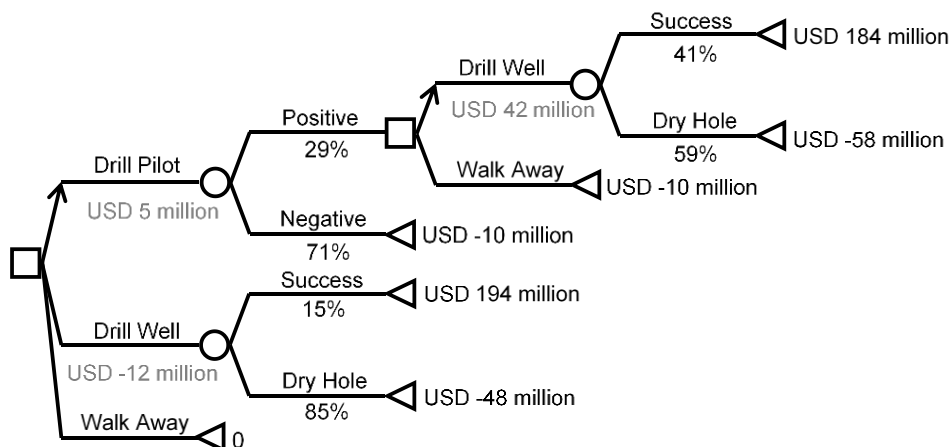 Success
41%
USD 184 million
Drill Well
USD 42 million
Dry Hole
59%
USD -58 million
Positive
29%
Walk Away
USD -10 million
Drill Pilot
USD 5 million
Negative
71%
USD -10 million
Success
15%
USD 194 million
Drill Well
USD -12 million
Dry Hole
85%
USD -48 million
Walk Away
0